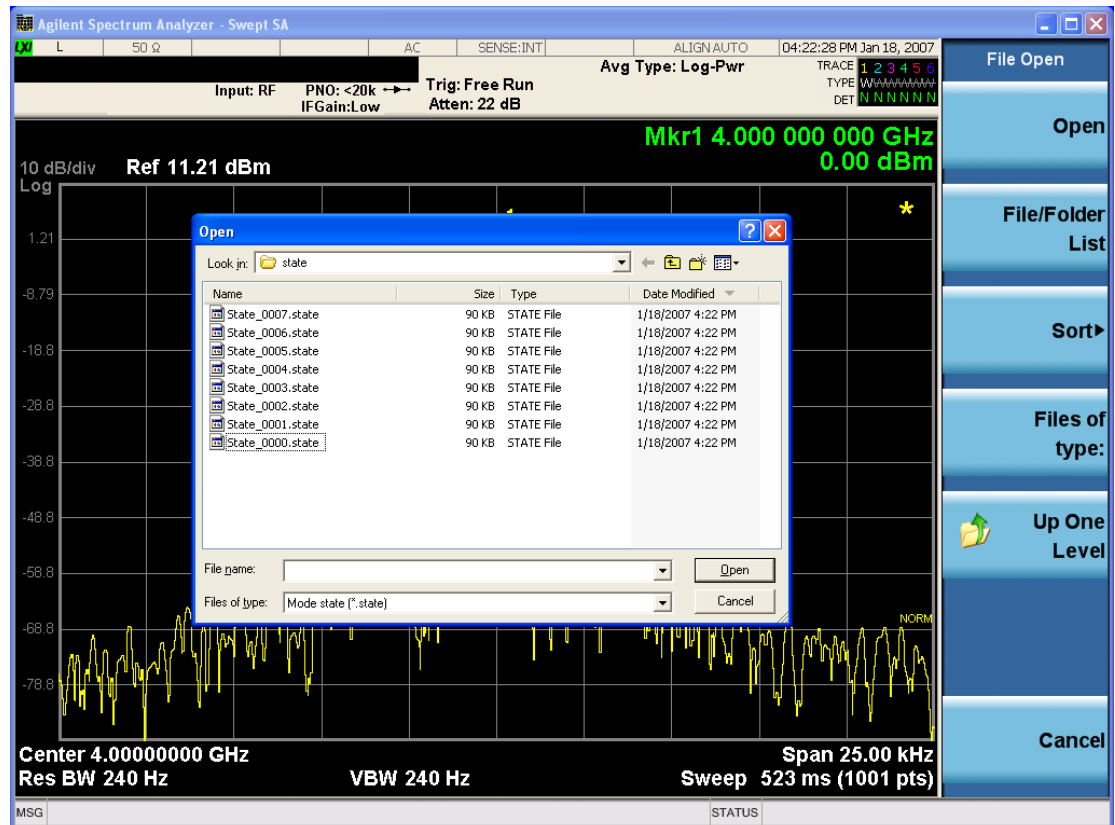 Agilent Spectrum Analyzer - Swept SA
LXI L 50 Ω AC SENSE:INT ALIGN AUTO 04:22:28 PM Jan 18, 2007
Input: RF PNO: <20k IFGain:Low
Trig: Free Run
Atten: 22 dB
Avg Type: Log-Pwr
TRACE 1 2 3 4 5 6
TYPE
DET N N N N N N
Mkr1 4.000 000 000 GHz
0.00 dBm
10 dB/div Ref 11.21 dBm
Log
1.21
-8.79
-18.8
-28.8
-38.8
-48.8
-58.8
-68.8
-78.8
*
NORM
Open
Look in: state
Name Size Type Date Modified
State_0007.state 90 KB STATE File 1/18/2007 4:22 PM
State_0006.state 90 KB STATE File 1/18/2007 4:22 PM
State_0005.state 90 KB STATE File 1/18/2007 4:22 PM
State_0004.state 90 KB STATE File 1/18/2007 4:22 PM
State_0003.state 90 KB STATE File 1/18/2007 4:22 PM
State_0002.state 90 KB STATE File 1/18/2007 4:22 PM
State_0001.state 90 KB STATE File 1/18/2007 4:22 PM
State_0000.state 90 KB STATE File 1/18/2007 4:22 PM
File name: Open
Files of type: Mode state (*.state) Cancel
Center 4.00000000 GHz Span 25.00 kHz
Res BW 240 Hz VBW 240 Hz Sweep 523 ms (1001 pts)
MSG STATUS
File Open
Open
File/Folder
List
Sort
Files of
type:
Up One
Level
Cancel